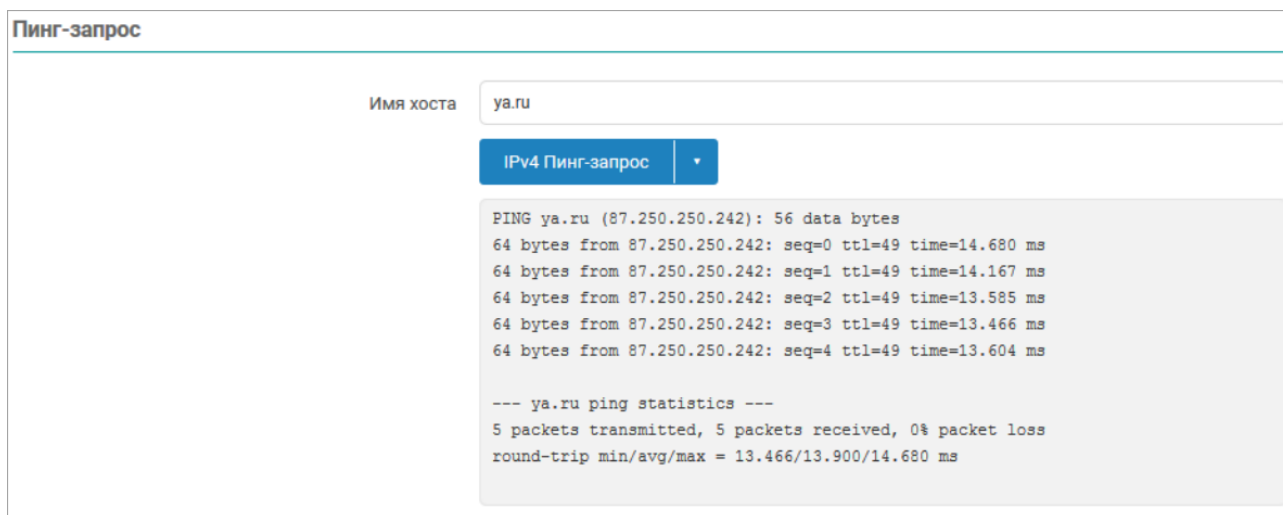 Пинг-запрос
Имя хоста
ya.ru
IPv4 Пинг-запрос
PING ya.ru (87.250.250.242): 56 data bytes
64 bytes from 87.250.250.242: seq=0 ttl=49 time=14.680 ms
64 bytes from 87.250.250.242: seq=1 ttl=49 time=14.167 ms
64 bytes from 87.250.250.242: seq=2 ttl=49 time=13.585 ms
64 bytes from 87.250.250.242: seq=3 ttl=49 time=13.466 ms
64 bytes from 87.250.250.242: seq=4 ttl=49 time=13.604 ms
--- ya.ru ping statistics ---
5 packets transmitted, 5 packets received, 0% packet loss
round-trip min/avg/max = 13.466/13.900/14.680 ms